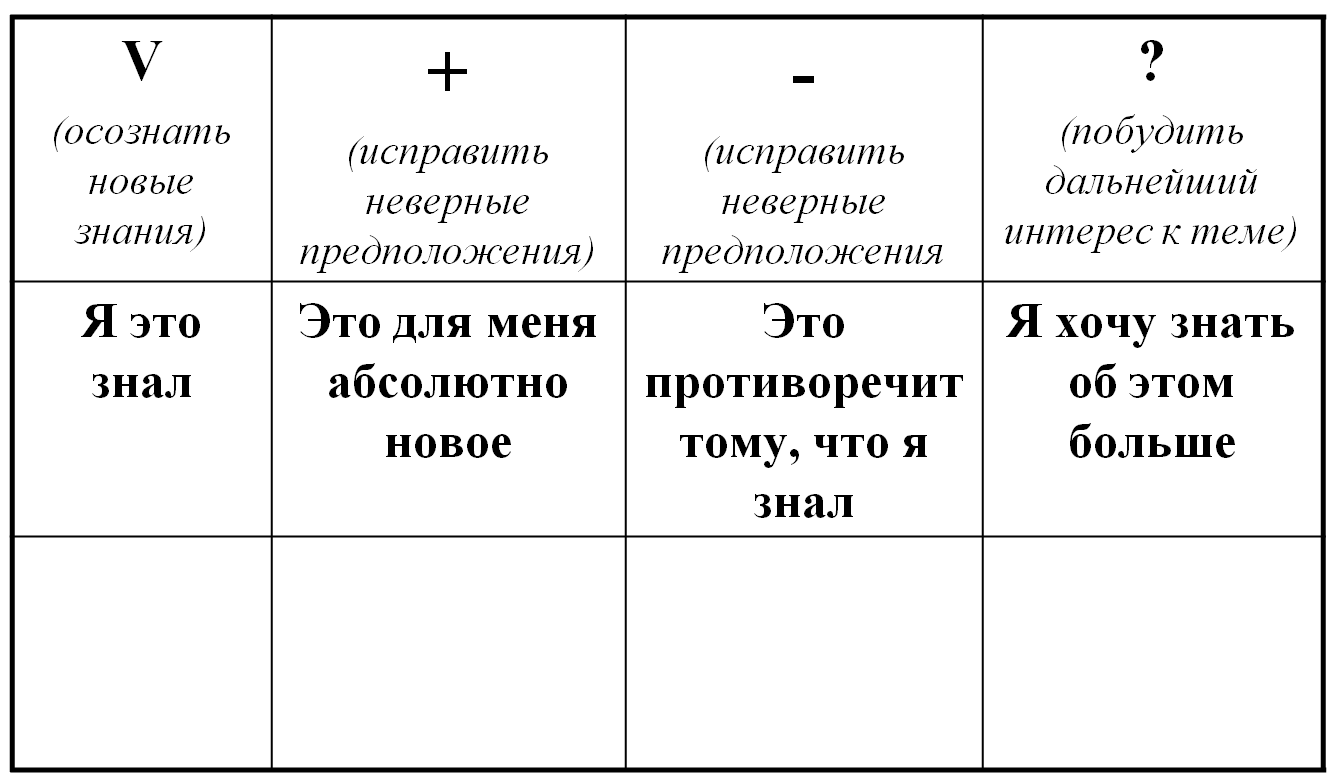 V
(осознать
новые
знания)
+
(исправить
неверные
предположения)
-
(исправить
неверные
предположения
?
(побудить
дальнейший
интерес к теме)
Я это
знал
Это для меня
абсолютно
новое
Это
противоречит
тому, что я
знал
Я хочу знать
об этом
больше